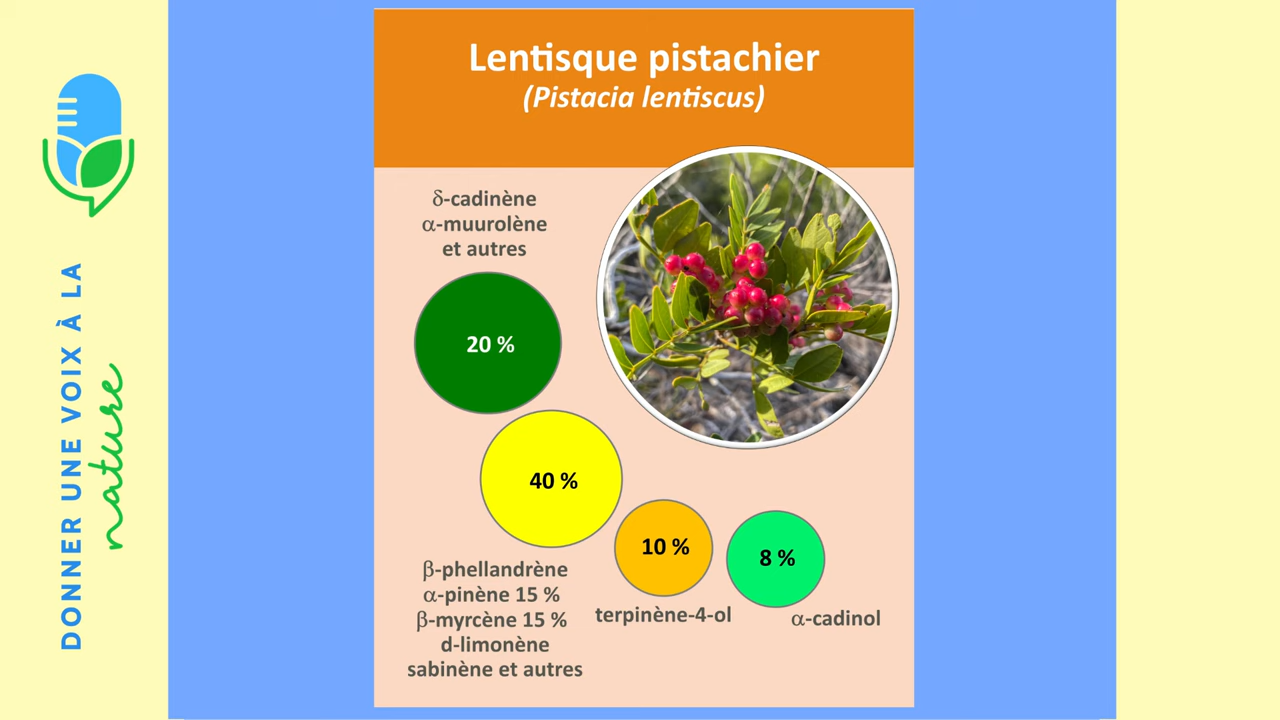 DONNER UNE VOIX À LA
nature
Lentisque pistachier
(Pistacia lentiscus)
δ-cadinène
α-muurolène
et autres
20 %
40 %
10 %
8 %
β-phellandrène
α-pinène 15 %
β-myrcène 15 %
d-limonène
sabinène et autres
terpinène-4-ol
α-cadinol